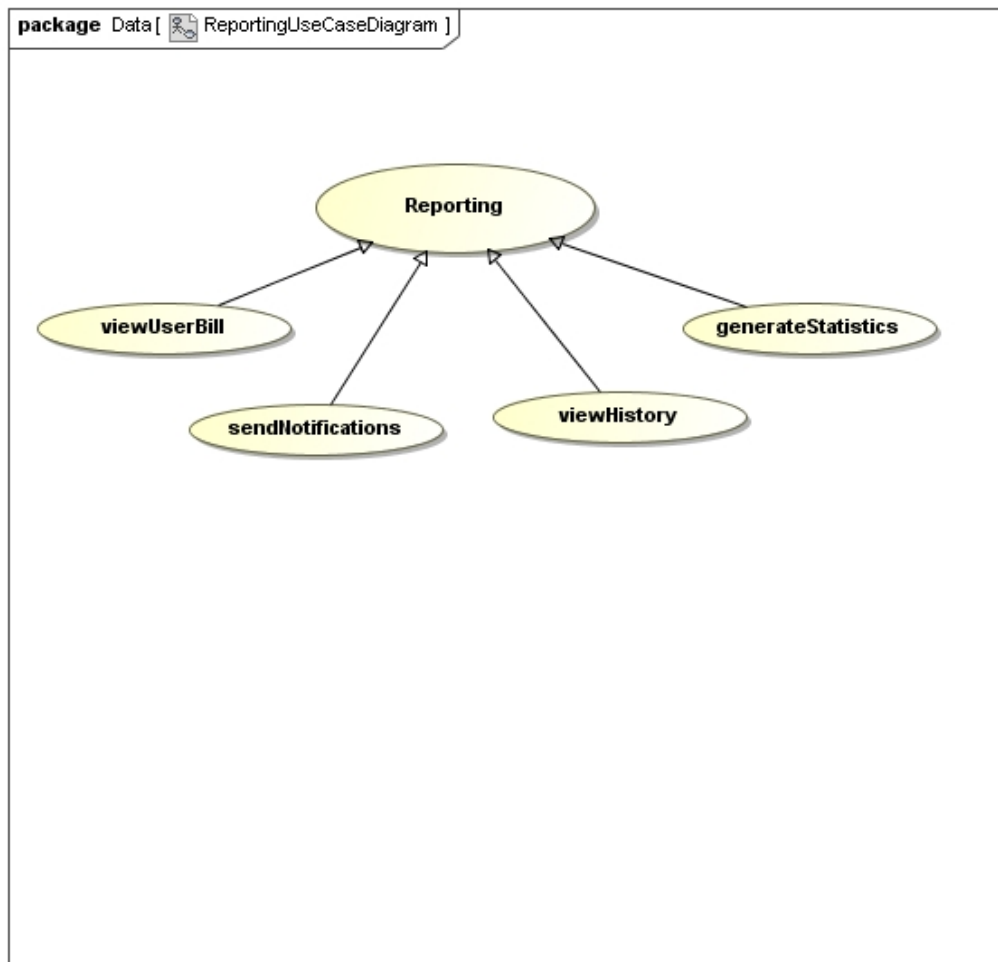 package Data [ ReportingUseCaseDiagram ]
Reporting
viewUserBill
generateStatistics
sendNotifications
viewHistory